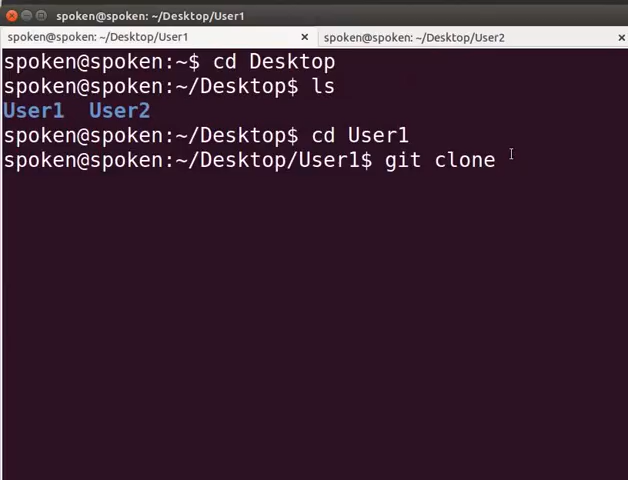 spoken@spoken: ~/Desktop/User1
spoken@spoken: ~/Desktop/User1
spoken@spoken: ~/Desktop/User2
spoken@spoken:~$ cd Desktop
spoken@spoken:~/Desktop$ ls
User1  User2
spoken@spoken:~/Desktop$ cd User1
spoken@spoken:~/Desktop/User1$ git clone